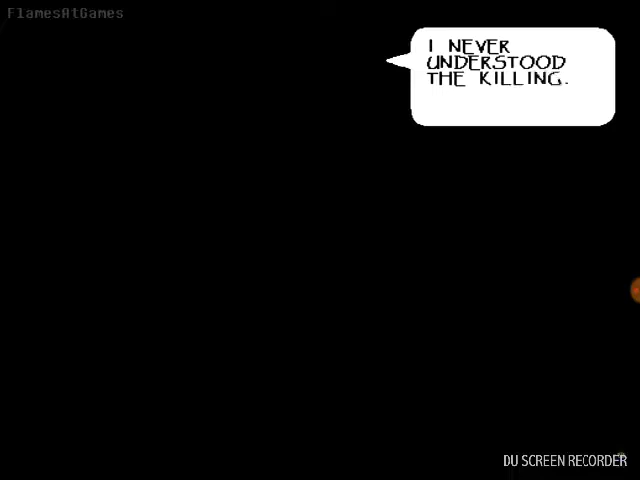 FlamesAtGames
I NEVER
UNDERSTOOD
THE KILLING.
DU SCREEN RECORDER